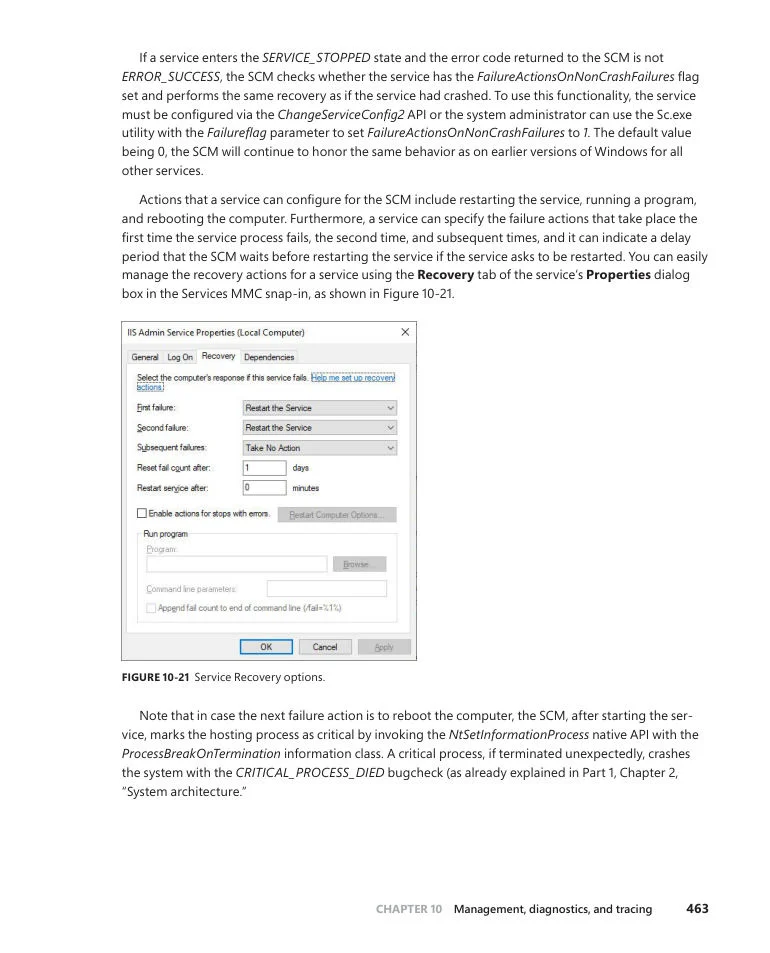 If a service enters the SERVICE_STOPPED state and the error code returned to the SCM is not
ERROR_SUCCESS, the SCM checks whether the service has the FailureActionsOnNonCrashFailures flag
set and performs the same recovery as if the service had crashed. To use this functionality, the service
must be configured via the ChangeServiceConfig2 API or the system administrator can use the Sc.exe
utility with the Failureflag parameter to set FailureActionsOnNonCrashFailures to 1. The default value
being 0, the SCM will continue to honor the same behavior as on earlier versions of Windows for all
other services.
Actions that a service can configure for the SCM include restarting the service, running a program,
and rebooting the computer. Furthermore, a service can specify the failure actions that take place the
first time the service process fails, the second time, and subsequent times, and it can indicate a delay
period that the SCM waits before restarting the service if the service asks to be restarted. You can easily
manage the recovery actions for a service using the Recovery tab of the service's Properties dialog
box in the Services MMC snap-in, as shown in Figure 10-21.
IIS Admin Service Properties (Local Computer)
General Log On Recovery Dependencies
Select the computer's response if this service fails. Help me set up recovery
actions.
First failure: Restart the Service
Second failure: Restart the Service
Subsequent failures: Take No Action
Reset fail count after: 1 days
Restart service after: 0 minutes
Enable actions for stops with errors. Restart Computer Options...
Run program
Program:
Browse...
Command line parameters:
Append fail count to end of command line (/fail=%1%)
OK Cancel Apply
FIGURE 10-21 Service Recovery options.
Note that in case the next failure action is to reboot the computer, the SCM, after starting the ser-
vice, marks the hosting process as critical by invoking the NtSetInformationProcess native API with the
ProcessBreakOnTermination information class. A critical process, if terminated unexpectedly, crashes
the system with the CRITICAL_PROCESS_DIED bugcheck (as already explained in Part 1, Chapter 2,
"System architecture."
CHAPTER 10 Management, diagnostics, and tracing 463